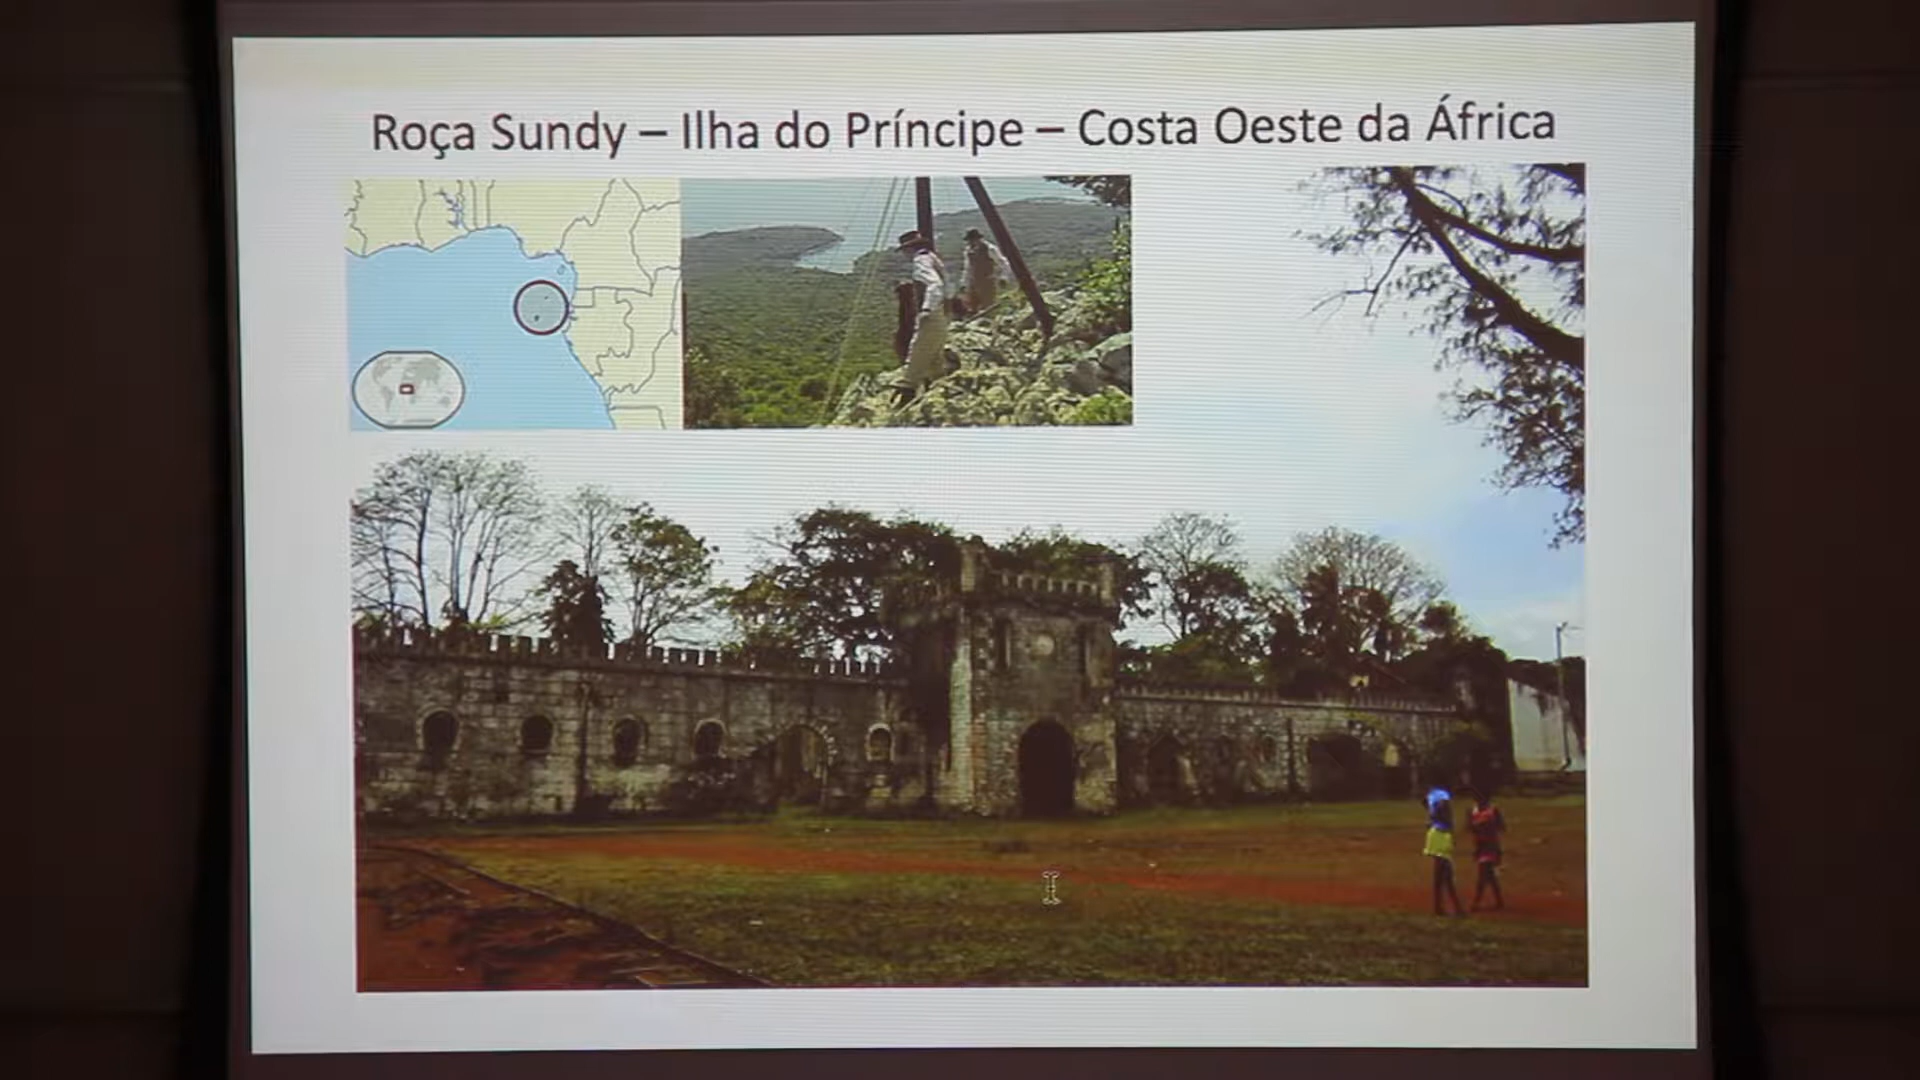 Roça Sundy – Ilha do Príncipe – Costa Oeste da África